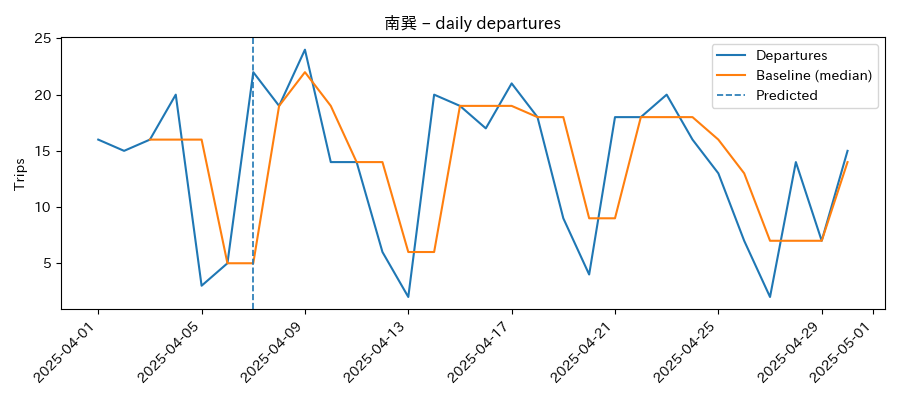 南巽 – daily departures
Departures
Baseline (median)
Predicted
Trips
25
20
15
10
5
2025-04-01
2025-04-05
2025-04-09
2025-04-13
2025-04-17
2025-04-21
2025-04-25
2025-04-29
2025-05-01